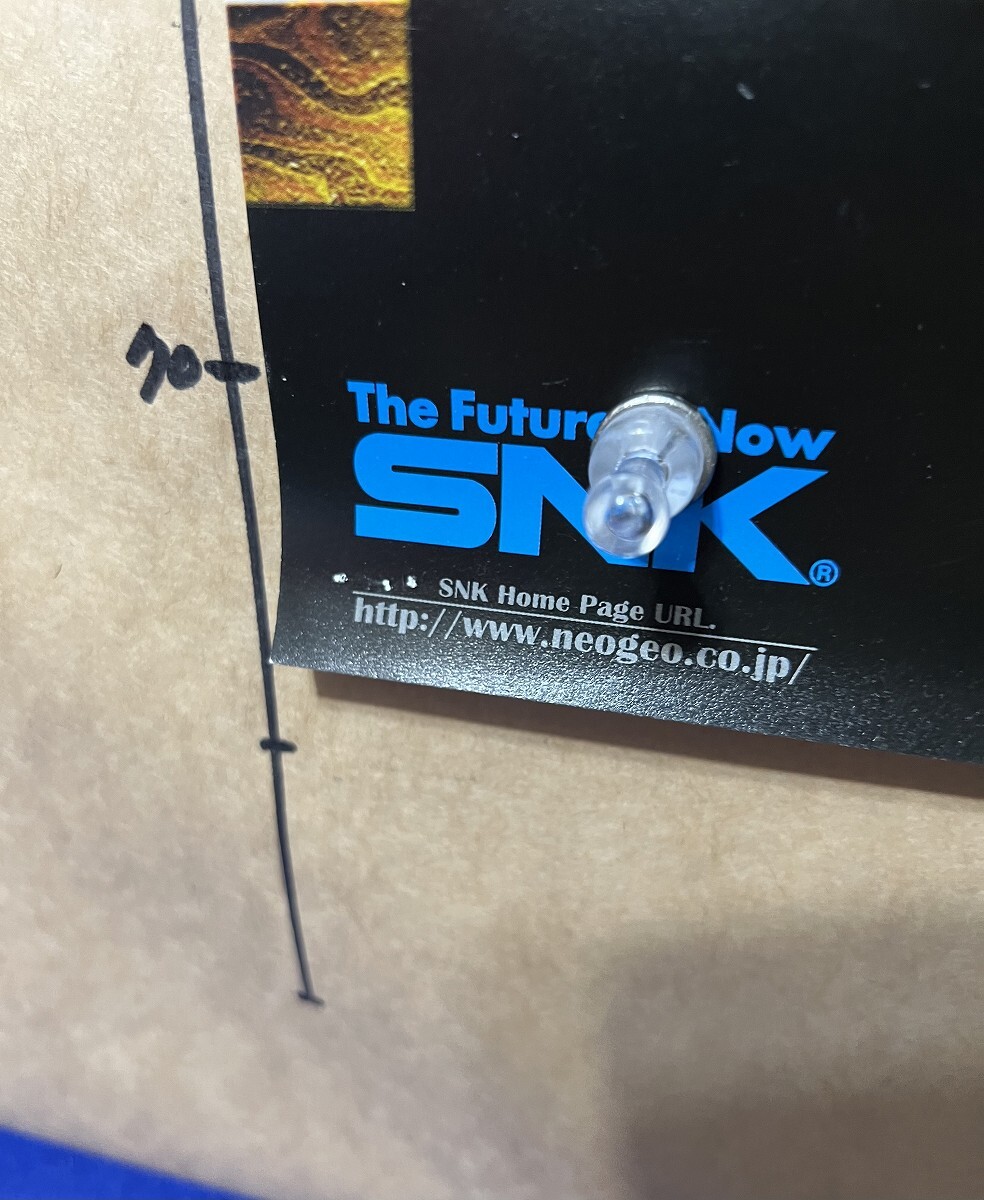 70
The Future Now
SNK®
SNK Home Page URL.
http://www.neogeo.co.jp/